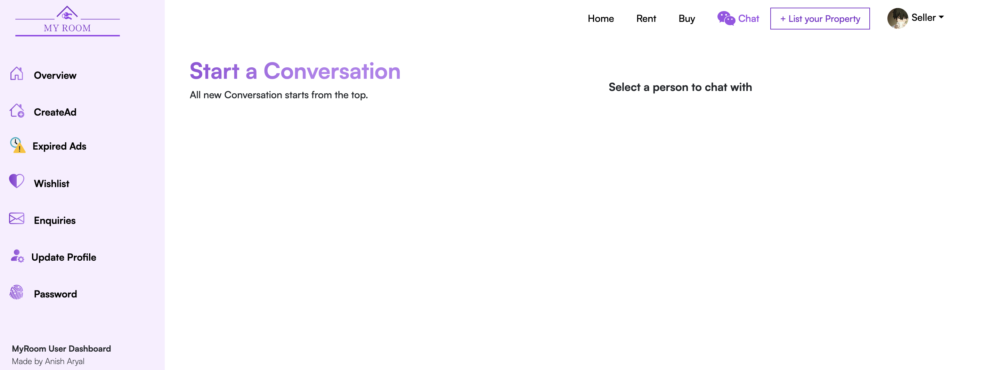 MY ROOM
Home
Rent
Buy
Chat
+ List your Property
Seller
Overview
CreateAd
Expired Ads
Wishlist
Enquiries
Update Profile
Password
MyRoom User Dashboard
Made by Anish Aryal
Start a Conversation
All new Conversation starts from the top.
Select a person to chat with